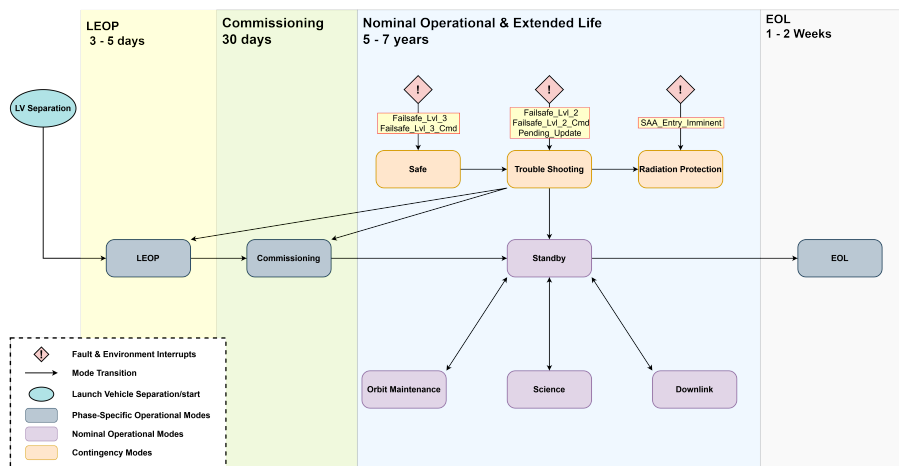 LEOP
3 - 5 days
Commissioning
30 days
Nominal Operational & Extended Life
5 - 7 years
EOL
1 - 2 Weeks
LV Separation
!
!
!
Failsafe_Lvl_3
Failsafe_Lvl_3_Cmd
Failsafe_Lvl_2
Failsafe_Lvl_2_Cmd
Pending_Update
SAA_Entry_Imminent
Safe
Trouble Shooting
Radiation Protection
LEOP
Commissioning
Standby
EOL
Orbit Maintenance
Science
Downlink
!
Fault & Environment Interrupts
Mode Transition
Launch Vehicle Separation/start
Phase-Specific Operational Modes
Nominal Operational Modes
Contingency Modes